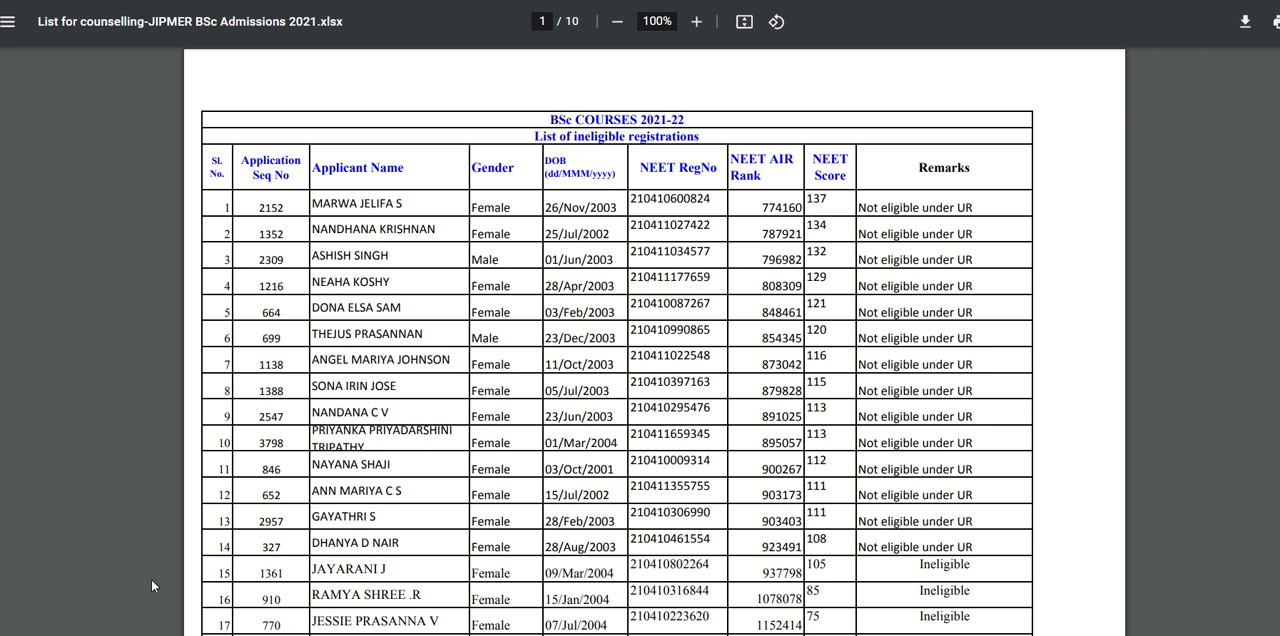 List for counselling-JIPMER BSc Admissions 2021.xlsx 1 / 10 100%
BSc COURSES 2021-22
List of ineligible registrations
Sl. No. Application Seq No Applicant Name Gender DOB (dd/MMM/yyyy) NEET RegNo NEET AIR Rank NEET Score Remarks
1 2152 MARWA JELIFA S Female 26/Nov/2003 210410600824 774160 137 Not eligible under UR
2 1352 NANDHANA KRISHNAN Female 25/Jul/2002 210411027422 787921 134 Not eligible under UR
3 2309 ASHISH SINGH Male 01/Jun/2003 210411034577 796982 132 Not eligible under UR
4 1216 NEAHA KOSHY Female 28/Apr/2003 210411177659 808309 129 Not eligible under UR
5 664 DONA ELSA SAM Female 03/Feb/2003 210410087267 848461 121 Not eligible under UR
6 699 THEJUS PRASANNAN Male 23/Dec/2003 210410990865 854345 120 Not eligible under UR
7 1138 ANGEL MARIYA JOHNSON Female 11/Oct/2003 210411022548 873042 116 Not eligible under UR
8 1388 SONA IRIN JOSE Female 05/Jul/2003 210410397163 879828 115 Not eligible under UR
9 2547 NANDANA C V Female 23/Jun/2003 210410295476 891025 113 Not eligible under UR
10 3798 PRIYANKA PRIYADARSHINI TRIPATHY Female 01/Mar/2004 210411659345 895057 113 Not eligible under UR
11 846 NAYANA SHAJI Female 03/Oct/2001 210410009314 900267 112 Not eligible under UR
12 652 ANN MARIYA C S Female 15/Jul/2002 210411355755 903173 111 Not eligible under UR
13 2957 GAYATHRI S Female 28/Feb/2003 210410306990 903403 111 Not eligible under UR
14 327 DHANYA D NAIR Female 28/Aug/2003 210410461554 923491 108 Not eligible under UR
15 1361 JAYARANI J Female 09/Mar/2004 210410802264 937798 105 Ineligible
16 910 RAMYA SHREE .R Female 15/Jan/2004 210410316844 1078078 85 Ineligible
17 770 JESSIE PRASANNA V Female 07/Jul/2004 210410223620 1152414 75 Ineligible